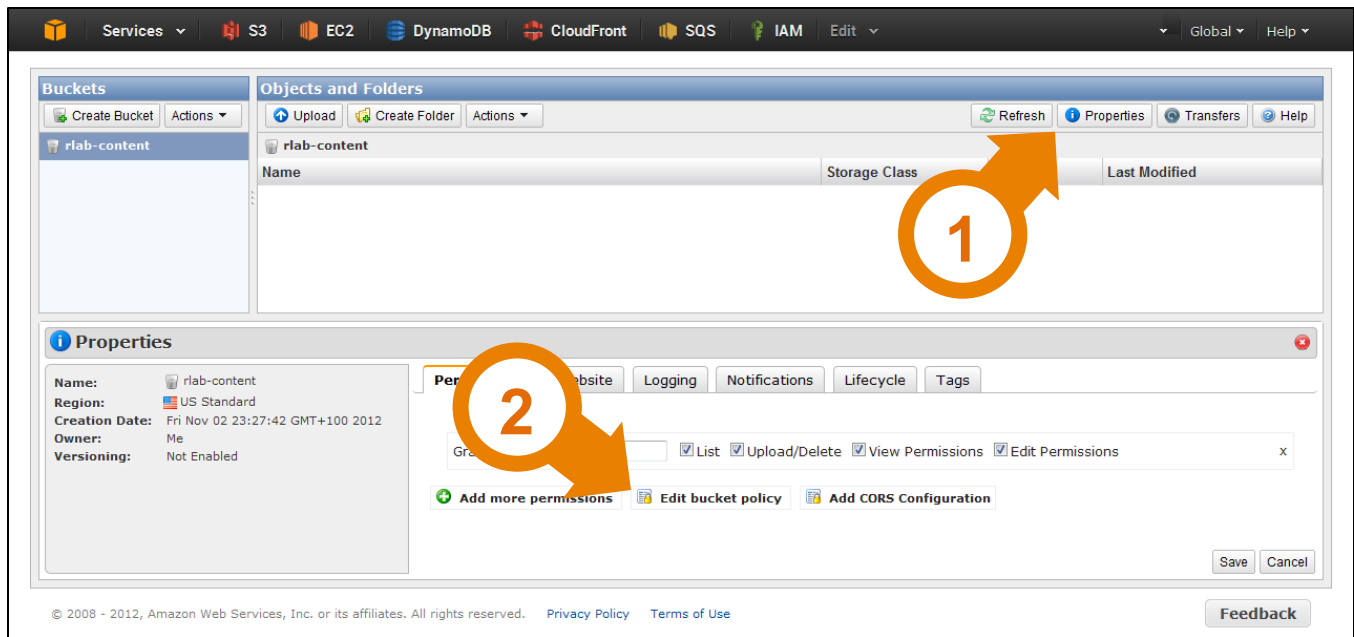 Services S3 EC2 DynamoDB CloudFront SQS IAM Edit Global Help
Buckets Objects and Folders
Create Bucket Actions Upload Create Folder Actions Refresh Properties Transfers Help
rlab-content rlab-content
Name Storage Class Last Modified
1
Properties
Name: rlab-content
Region: US Standard
Creation Date: Fri Nov 02 23:27:42 GMT+100 2012
Owner: Me
Versioning: Not Enabled
Logging Notifications Lifecycle Tags
2
List Upload/Delete View Permissions Edit Permissions x
Add more permissions Edit bucket policy Add CORS Configuration
Save Cancel
© 2008 - 2012, Amazon Web Services, Inc. or its affiliates. All rights reserved. Privacy Policy Terms of Use Feedback